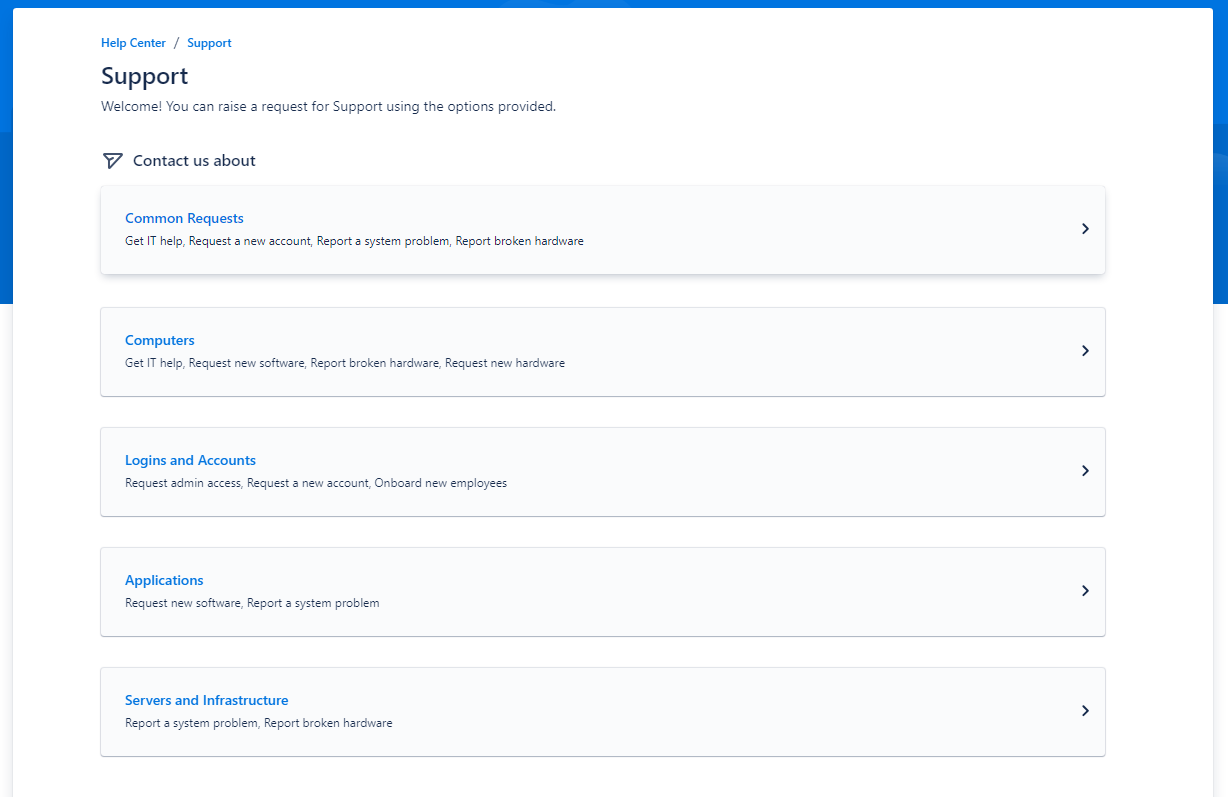 Help Center / Support
Support
Welcome! You can raise a request for Support using the options provided.
Contact us about
Common Requests
Get IT help, Request a new account, Report a system problem, Report broken hardware
Computers
Get IT help, Request new software, Report broken hardware, Request new hardware
Logins and Accounts
Request admin access, Request a new account, Onboard new employees
Applications
Request new software, Report a system problem
Servers and Infrastructure
Report a system problem, Report broken hardware